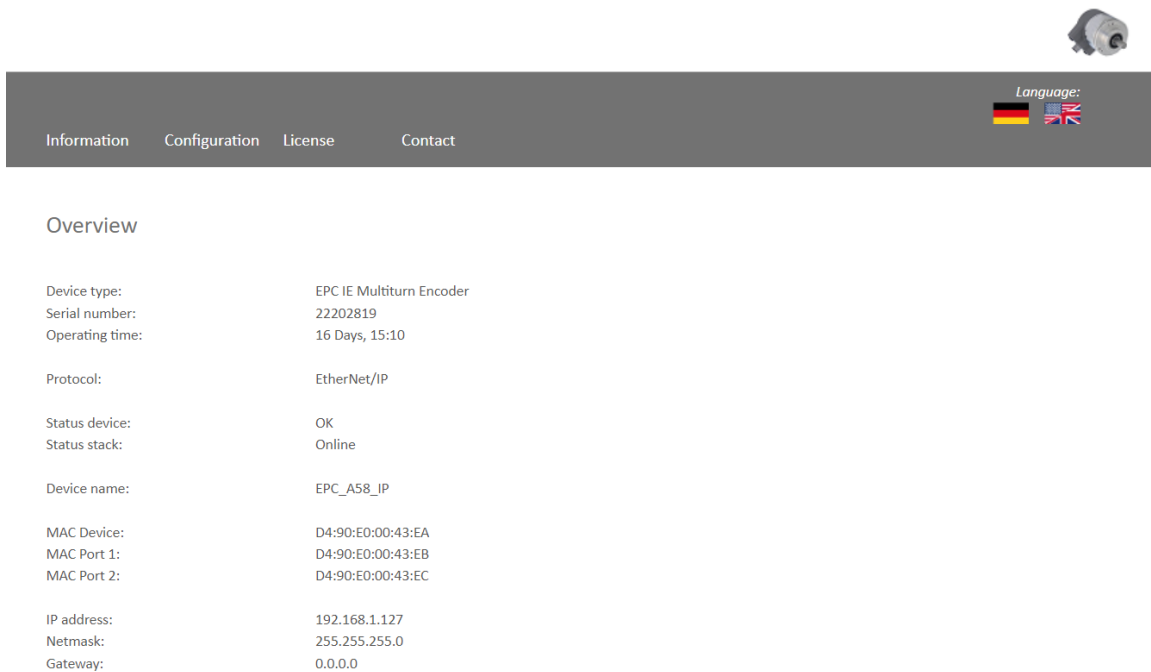 Language:
Information Configuration License Contact
Overview
Device type: EPC IE Multiturn Encoder
Serial number: 22202819
Operating time: 16 Days, 15:10
Protocol: EtherNet/IP
Status device: OK
Status stack: Online
Device name: EPC_A58_IP
MAC Device: D4:90:E0:00:43:EA
MAC Port 1: D4:90:E0:00:43:EB
MAC Port 2: D4:90:E0:00:43:EC
IP address: 192.168.1.127
Netmask: 255.255.255.0
Gateway: 0.0.0.0